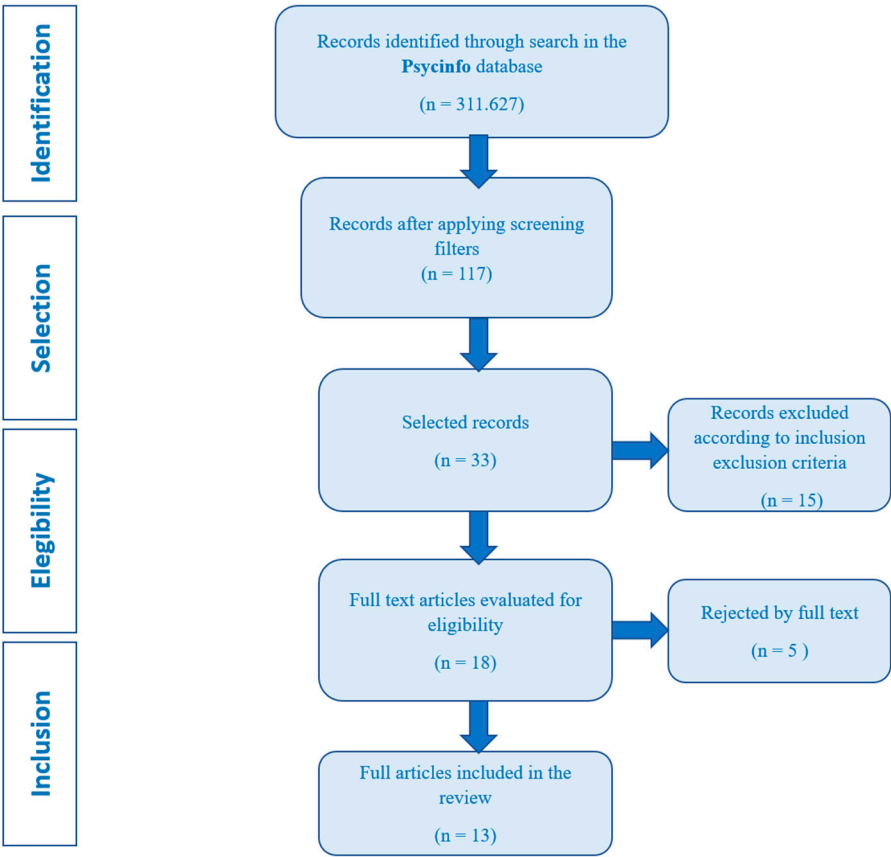 Identification
Records identified through search in the
Psycinfo database
(n = 311.627)
Selection
Records after applying screening
filters
(n = 117)
Selected records
(n = 33)
Records excluded
according to inclusion
exclusion criteria
(n = 15)
Elegibility
Full text articles evaluated for
eligibility
(n = 18)
Rejected by full text
(n = 5 )
Inclusion
Full articles included in the
review
(n = 13)